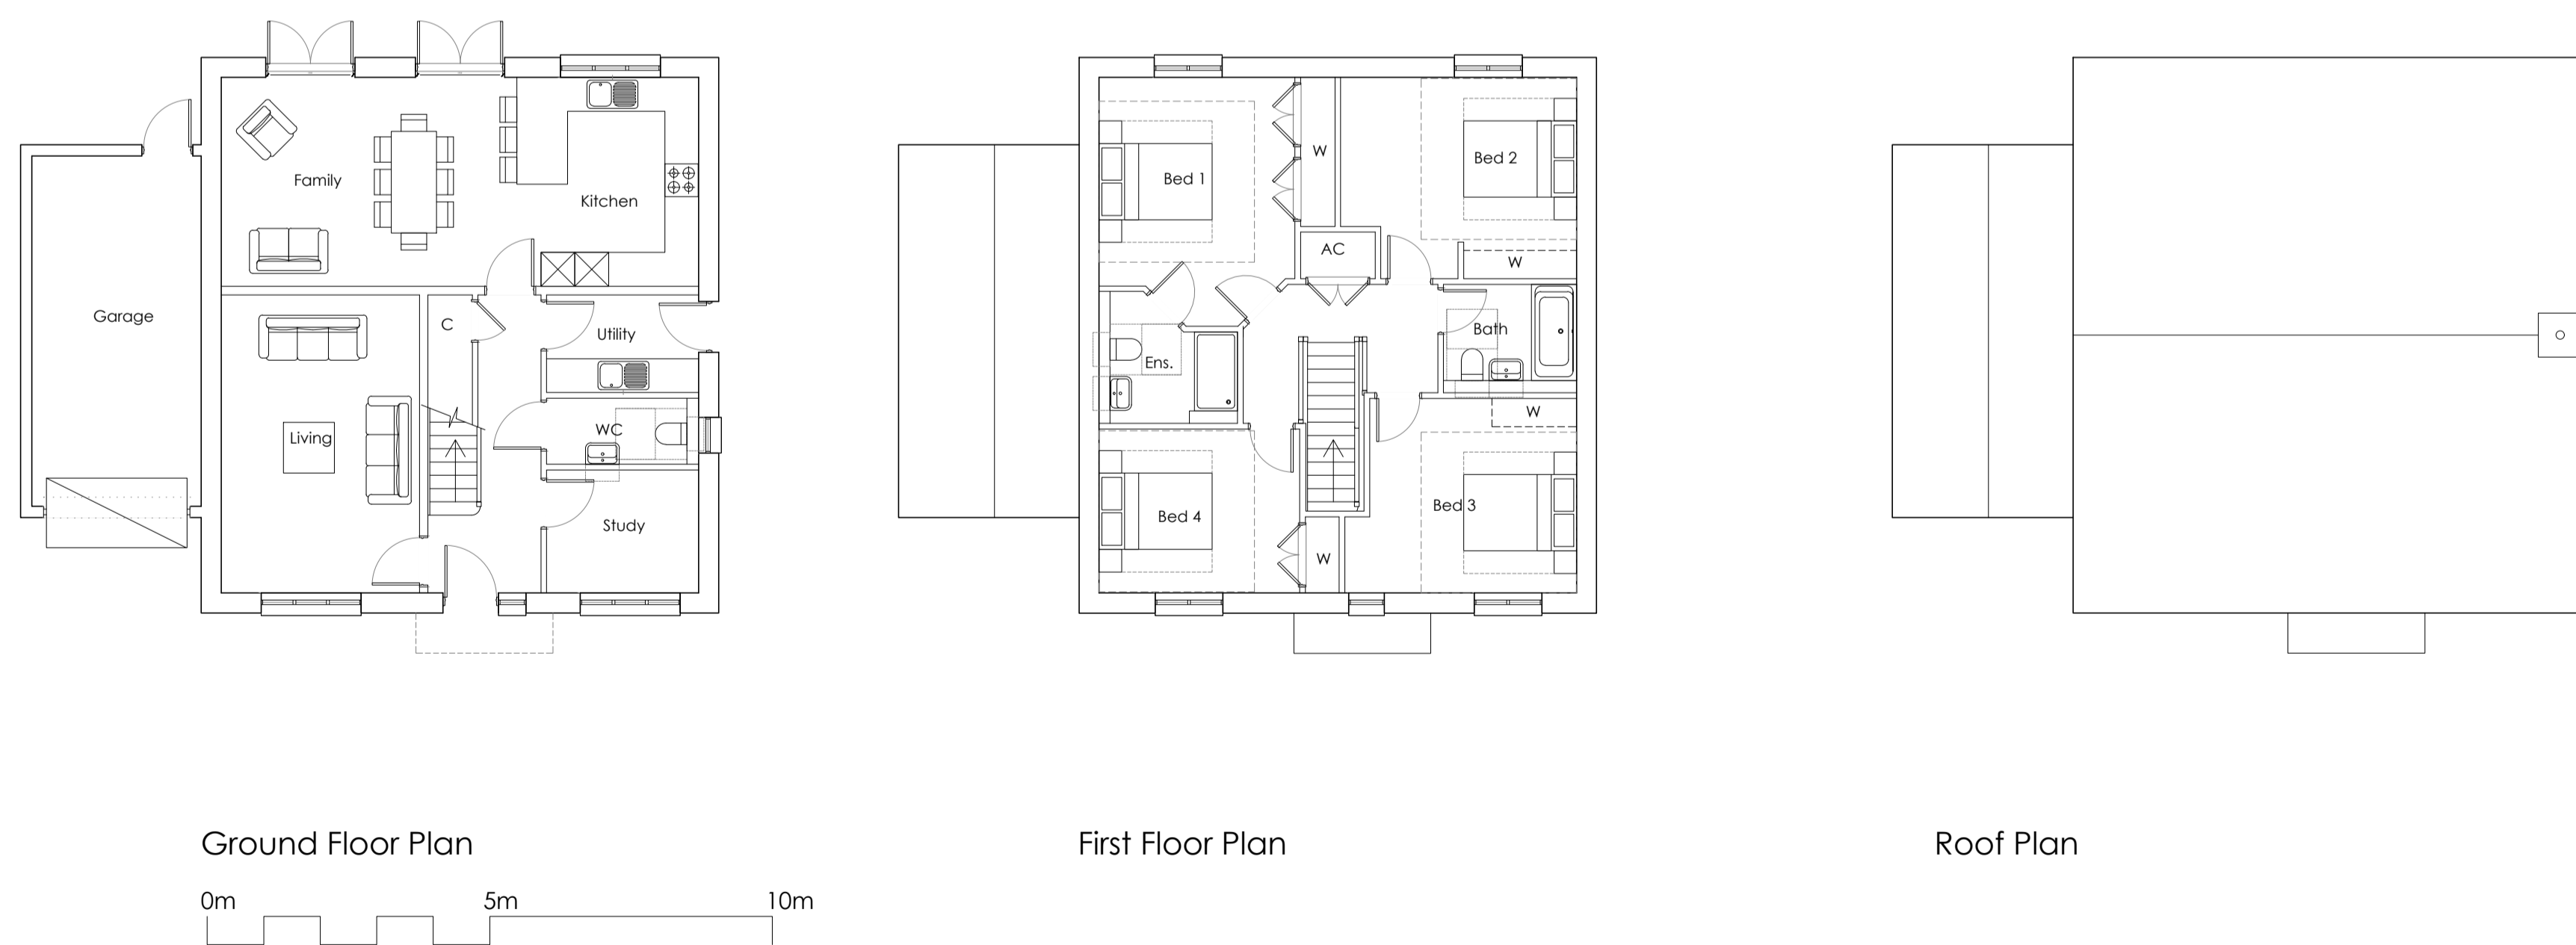 Family
Kitchen
Garage
C
Utility
Living
WC
Study
Bed 1
W
Bed 2
AC
W
Bath
Ens.
W
Bed 4
Bed 3
W
Ground Floor Plan
First Floor Plan
Roof Plan
0m 5m 10m